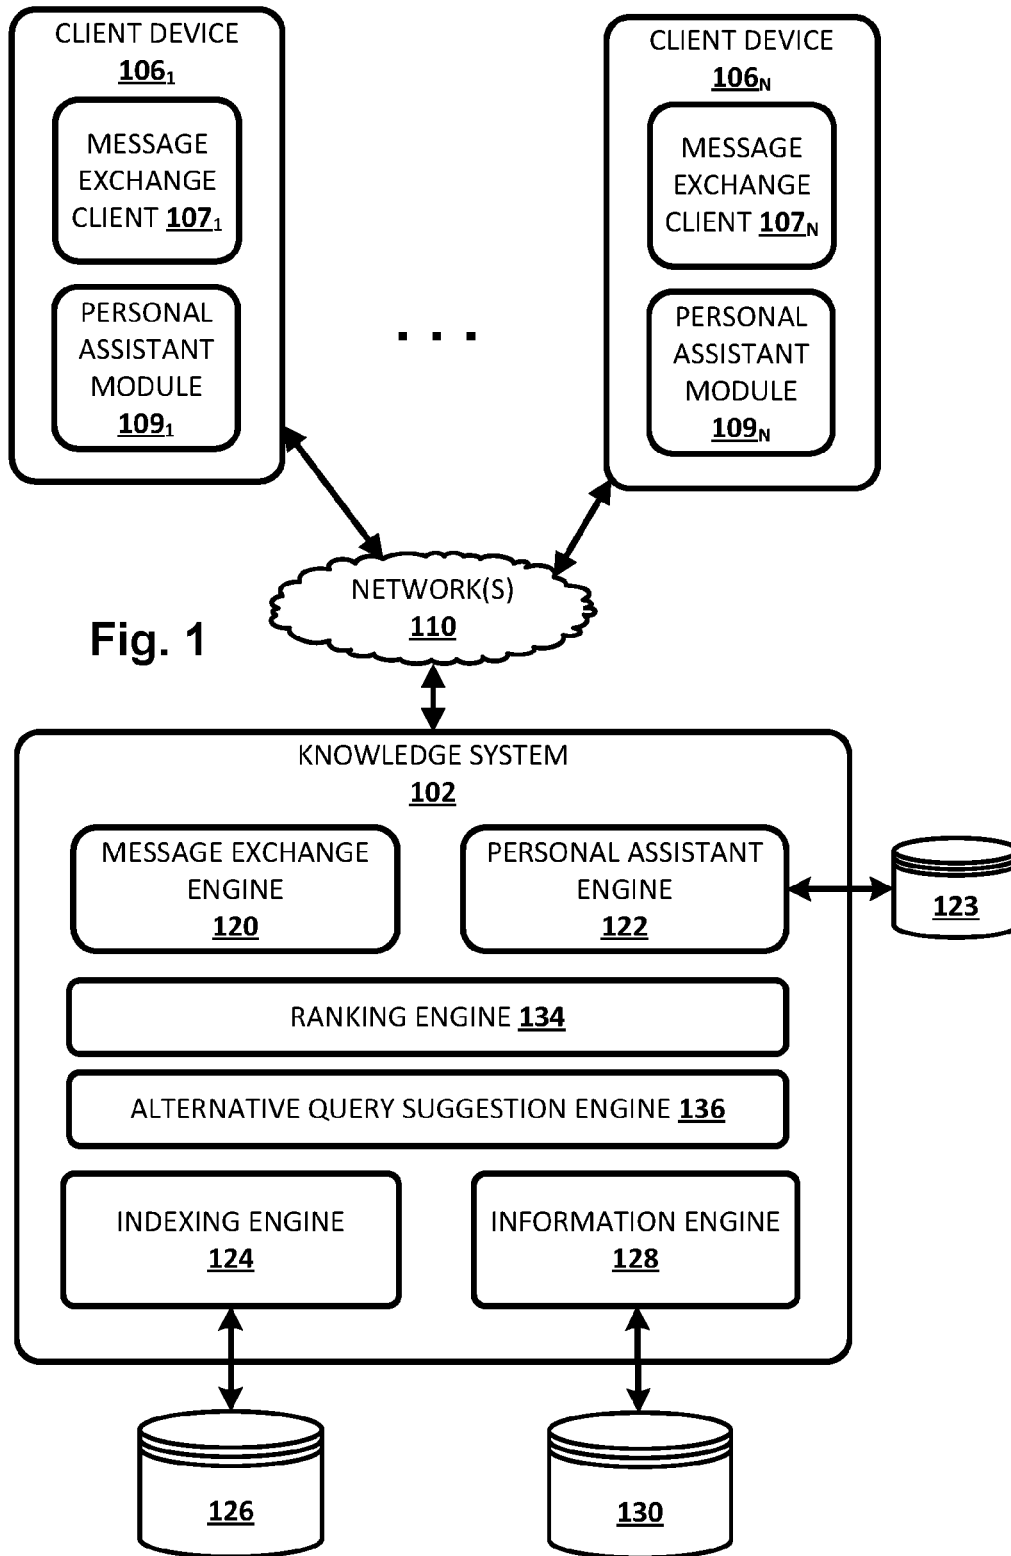 CLIENT DEVICE
106₁
MESSAGE
EXCHANGE
CLIENT 107₁
PERSONAL
ASSISTANT
MODULE
109₁
. . .
CLIENT DEVICE
106N
MESSAGE
EXCHANGE
CLIENT 107N
PERSONAL
ASSISTANT
MODULE
109N
NETWORK(S)
110
Fig. 1
KNOWLEDGE SYSTEM
102
MESSAGE EXCHANGE
ENGINE
120
PERSONAL ASSISTANT
ENGINE
122
123
RANKING ENGINE 134
ALTERNATIVE QUERY SUGGESTION ENGINE 136
INDEXING ENGINE
124
INFORMATION ENGINE
128
126
130